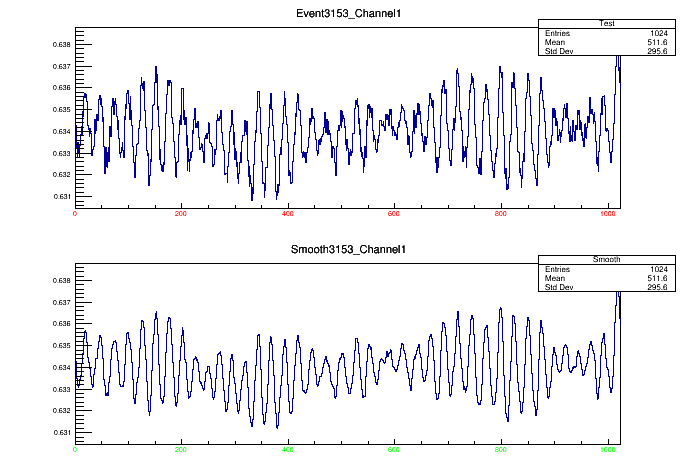 Event3153_Channel1
Test
Entries 1024
Mean 511.6
Std Dev 295.6
0.638
0.637
0.636
0.635
0.634
0.633
0.632
0.631
0 200 400 600 800 1000
Smooth3153_Channel1
Smooth
Entries 1024
Mean 511.6
Std Dev 295.6
0.638
0.637
0.636
0.635
0.634
0.633
0.632
0.631
0 200 400 600 800 1000